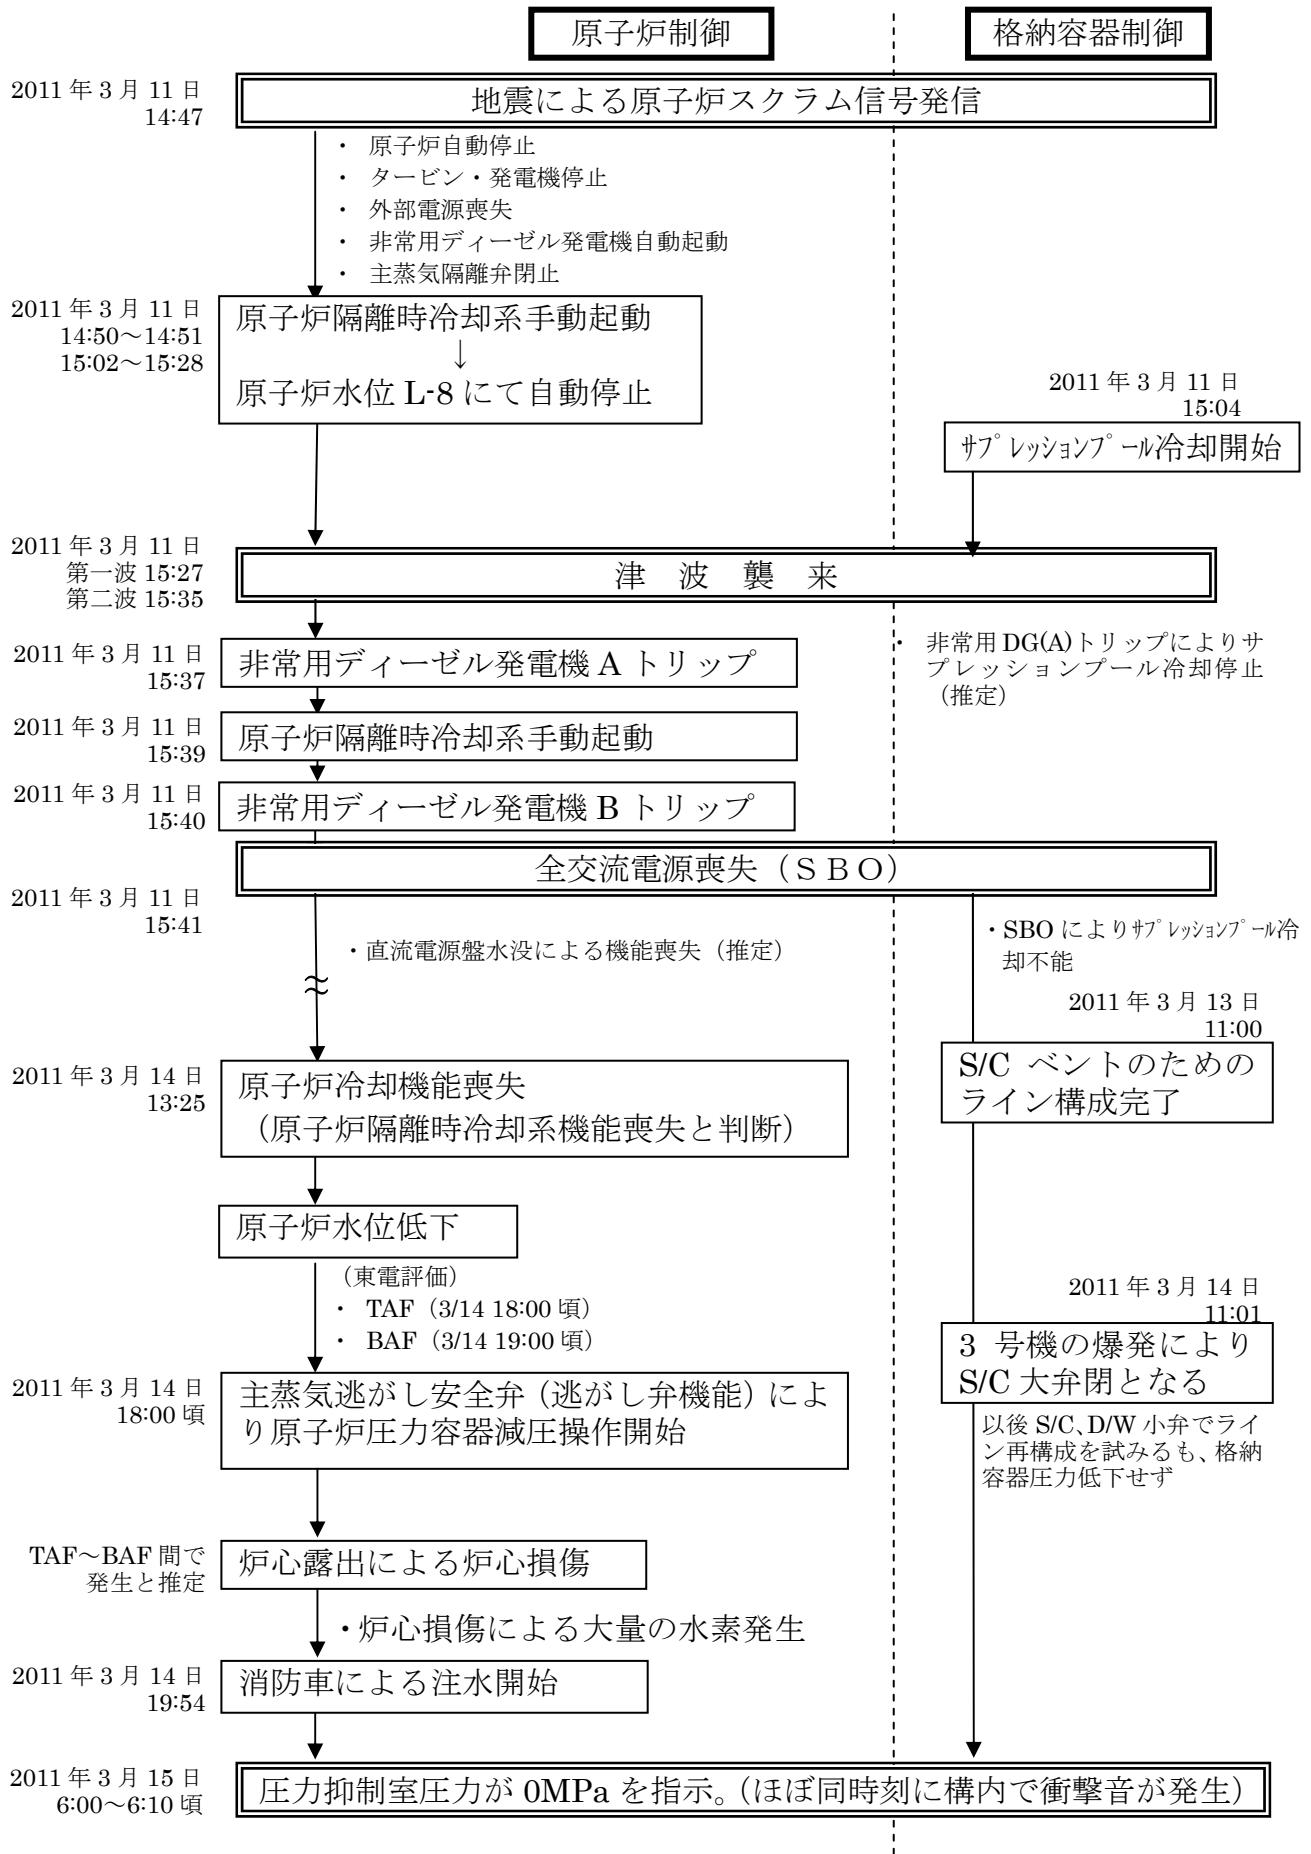 原子炉制御
格納容器制御
2011年3月11日
14:47
地震による原子炉スクラム信号発信
・ 原子炉自動停止
・ タービン・発電機停止
・ 外部電源喪失
・ 非常用ディーゼル発電機自動起動
・ 主蒸気隔離弁閉止
2011年3月11日
14:50～14:51
15:02～15:28
原子炉隔離時冷却系手動起動
↓
原子炉水位 L-8 にて自動停止
2011年3月11日
15:04
ｻﾌﾟﾚｯｼｮﾝﾌﾟｰﾙ冷却開始
2011年3月11日
第一波 15:27
第二波 15:35
津 波 襲 来
2011年3月11日
15:37
非常用ディーゼル発電機 A トリップ
・ 非常用 DG(A)トリップによりサ
プレッションプール冷却停止
（推定）
2011年3月11日
15:39
原子炉隔離時冷却系手動起動
2011年3月11日
15:40
非常用ディーゼル発電機 B トリップ
全交流電源喪失（ＳＢＯ）
2011年3月11日
15:41
・直流電源盤水没による機能喪失（推定）
・SBO によりｻﾌﾟﾚｯｼｮﾝﾌﾟｰﾙ冷
却不能
2011年3月13日
11:00
S/C ベントのための
ライン構成完了
2011年3月14日
13:25
原子炉冷却機能喪失
（原子炉隔離時冷却系機能喪失と判断）
原子炉水位低下
（東電評価）
・ TAF（3/14 18:00 頃）
・ BAF（3/14 19:00 頃）
2011年3月14日
11:01
3 号機の爆発により
S/C 大弁閉となる
以後 S/C、D/W 小弁でライ
ン再構成を試みるも、格納
容器圧力低下せず
2011年3月14日
18:00 頃
主蒸気逃がし安全弁（逃がし弁機能）によ
り原子炉圧力容器減圧操作開始
TAF～BAF 間で
発生と推定
炉心露出による炉心損傷
・炉心損傷による大量の水素発生
2011年3月14日
19:54
消防車による注水開始
2011年3月15日
6:00～6:10 頃
圧力抑制室圧力が 0MPa を指示。（ほぼ同時刻に構内で衝撃音が発生）